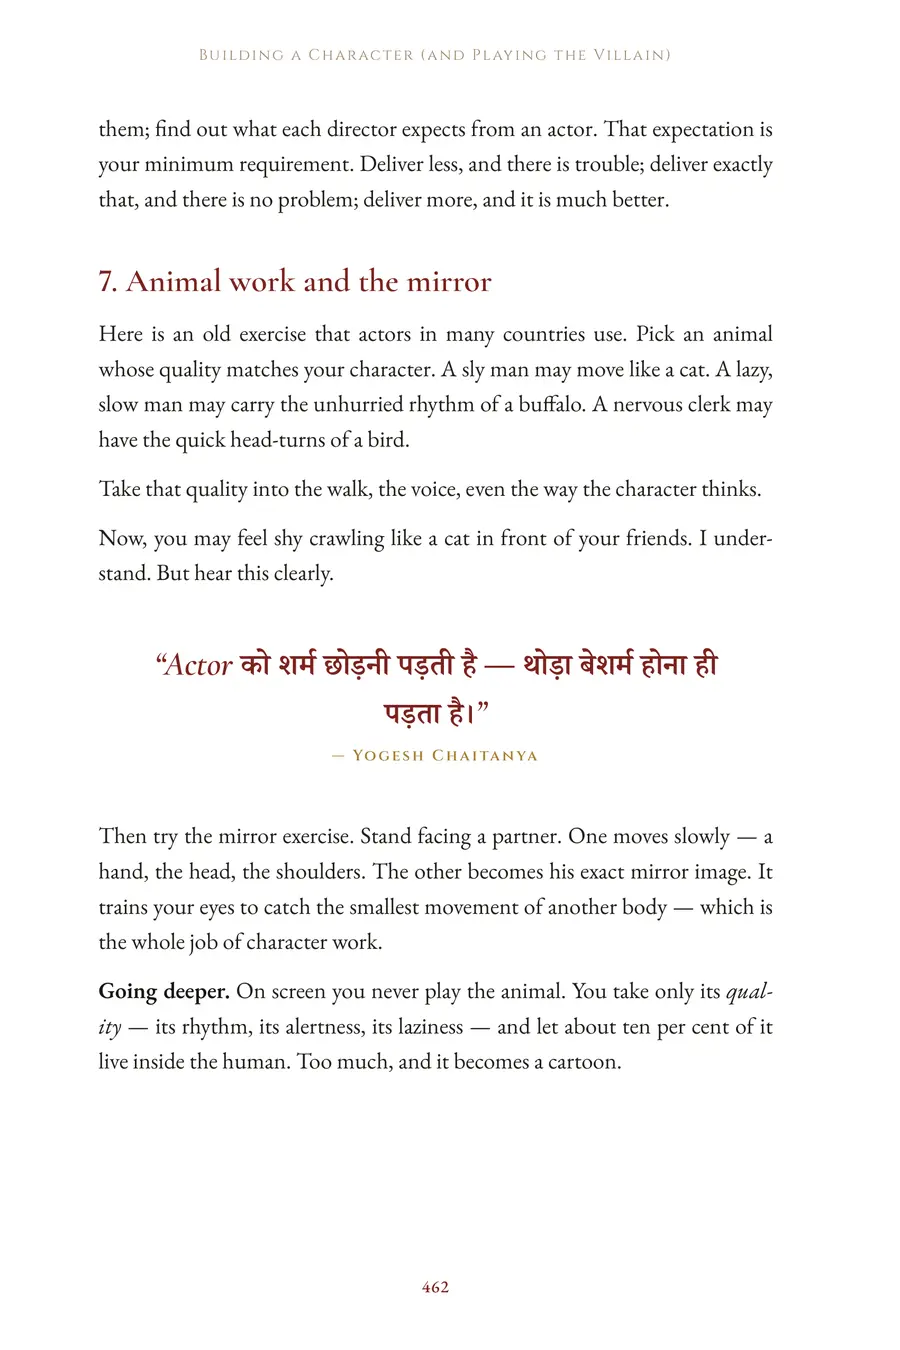 Building a Character (and Playing the Villain)
them; find out what each director expects from an actor. That expectation is
your minimum requirement. Deliver less, and there is trouble; deliver exactly
that, and there is no problem; deliver more, and it is much better.
7. Animal work and the mirror
Here is an old exercise that actors in many countries use. Pick an animal
whose quality matches your character. A sly man may move like a cat. A lazy,
slow man may carry the unhurried rhythm of a buffalo. A nervous clerk may
have the quick head-turns of a bird.
Take that quality into the walk, the voice, even the way the character thinks.
Now, you may feel shy crawling like a cat in front of your friends. I under-
stand. But hear this clearly.
“Actor को शर्म छोड़नी पड़ती है — थोड़ा बेशर्म होना ही
पड़ता है।”
— Yogesh Chaitanya
Then try the mirror exercise. Stand facing a partner. One moves slowly — a
hand, the head, the shoulders. The other becomes his exact mirror image. It
trains your eyes to catch the smallest movement of another body — which is
the whole job of character work.
Going deeper. On screen you never play the animal. You take only its qual-
ity — its rhythm, its alertness, its laziness — and let about ten per cent of it
live inside the human. Too much, and it becomes a cartoon.
462